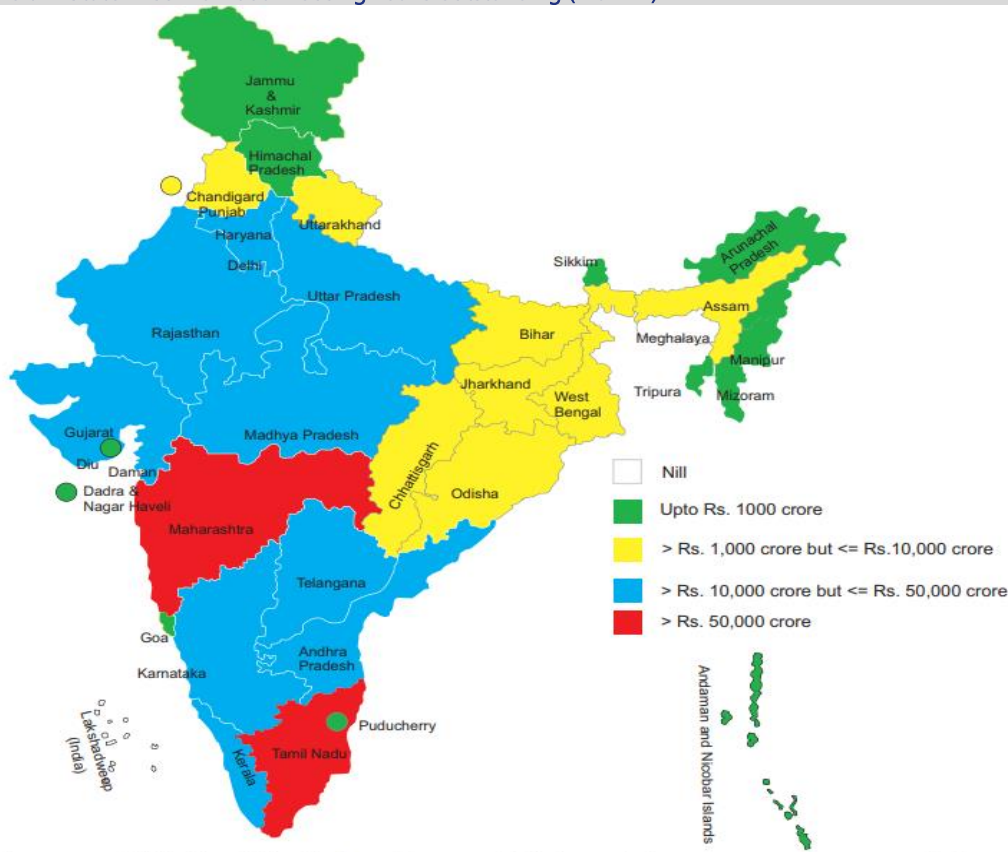 Jammu
&
Kashmir
Himachal
Pradesh
Chandigard
Punjab
Uttarakhand
Haryana
Delhi
Uttar Pradesh
Rajasthan
Sikkim
Arunachal
Pradesh
Assam
Bihar
Meghalaya
Manipur
Jharkhand
Tripura
Mizoram
West
Bengal
Gujarat
Madhya Pradesh
Diu
Daman
Dadra &
Nagar Haveli
Chhattisgarh
Odisha
Maharashtra
Nill
Upto Rs. 1000 crore
> Rs. 1,000 crore but <= Rs.10,000 crore
> Rs. 10,000 crore but <= Rs. 50,000 crore
> Rs. 50,000 crore
Telangana
Goa
Andhra
Pradesh
Karnataka
Lakshadweep
(India)
Puducherry
Tamil Nadu
Kerala
Andaman and Nicobar Islands